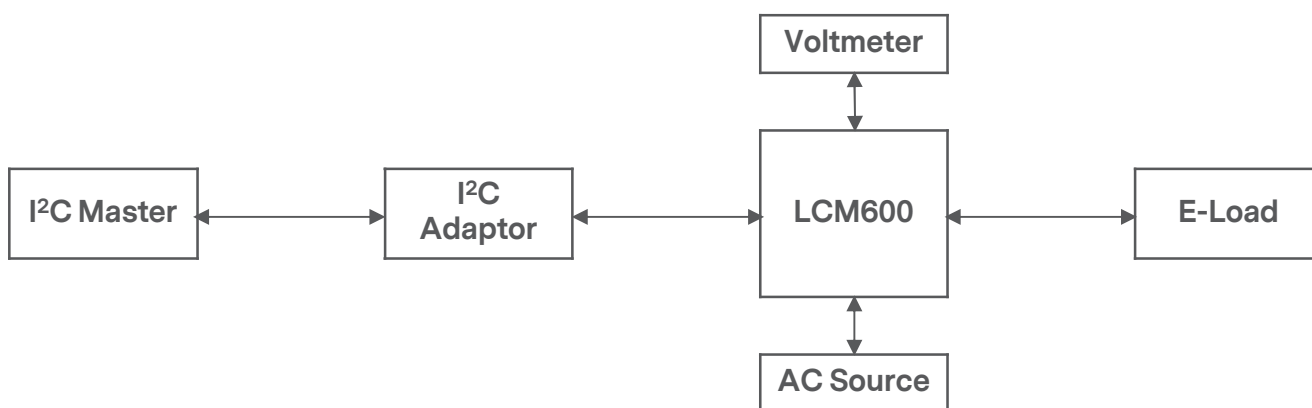 Voltmeter
I²C Master
I²C
Adaptor
LCM600
E-Load
AC Source